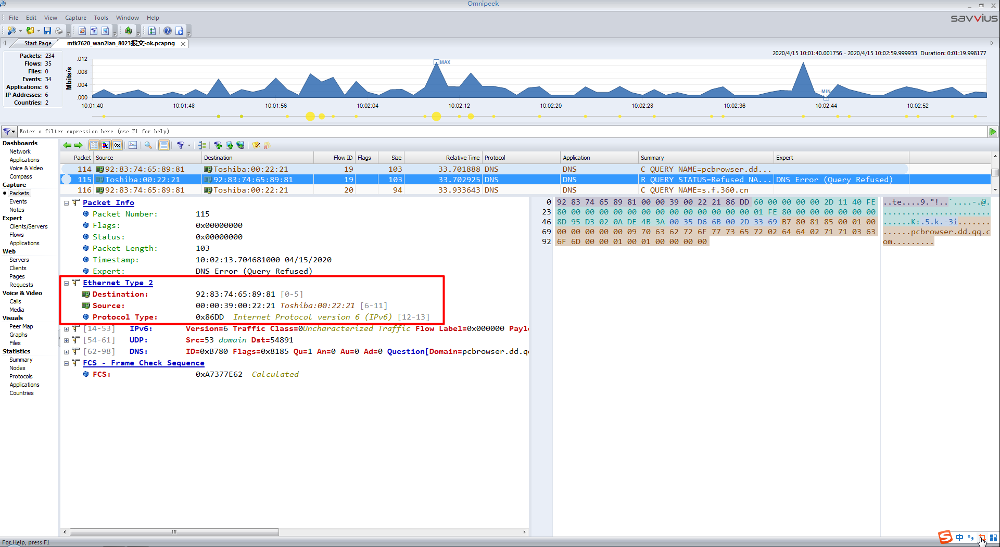 Omnipeek
File Edit View Capture Tools Window Help
savvius
Start Page mtk7620_wan2lan_8023报文-ok.pcapng
Packets: 234
Flows: 35
Files: 0
Events: 34
Applications: 6
IP Addresses: 6
Countries: 2
2020/4/15 10:01:40.001756 - 2020/4/15 10:02:59.999933 Duration: 0:01:19.998177
Mbits/s
.012
.008
.004
.000
MAX
MIN
10:01:40 10:01:48 10:01:56 10:02:04 10:02:12 10:02:20 10:02:28 10:02:36 10:02:44 10:02:52
Enter a filter expression here (use F1 for help)
Dashboards
Network
Applications
Voice & Video
Compass
Capture
Packets
Events
Notes
Expert
Clients/Servers
Flows
Applications
Web
Servers
Clients
Pages
Requests
Voice & Video
Calls
Media
Visuals
Peer Map
Graphs
Files
Statistics
Summary
Nodes
Protocols
Applications
Countries
Packet Source Destination Flow ID Flags Size Relative Time Protocol Application Summary Expert
114 92:83:74:65:89:81 Toshiba:00:22:21 19 103 33.701888 DNS DNS C QUERY NAME=pcbrowser.dd...
115 Toshiba:00:22:21 92:83:74:65:89:81 19 103 33.702925 DNS DNS R QUERY STATUS=Refused NA... DNS Error (Query Refused)
116 92:83:74:65:89:81 Toshiba:00:22:21 20 94 33.933643 DNS DNS C QUERY NAME=s.f.360.cn
Packet Info
Packet Number: 115
Flags: 0x00000000
Status: 0x00000000
Packet Length: 103
Timestamp: 10:02:13.704681000 04/15/2020
Expert: DNS Error (Query Refused)
Ethernet Type 2
Destination: 92:83:74:65:89:81 [0-5]
Source: 00:00:39:00:22:21 Toshiba:00:22:21 [6-11]
Protocol Type: 0x86DD Internet Protocol version 6 (IPv6) [12-13]
[14-53] IPv6: Version=6 Traffic Class=0Uncharacterized Traffic Flow Label=0x000000 Paylo
[54-61] UDP: Src=53 domain Dst=54891
[62-98] DNS: ID=0xB780 Flags=0x8185 Qu=1 An=0 Au=0 Ad=0 Question[Domain=pcbrowser.dd.qq
FCS - Frame Check Sequence
FCS: 0xA7377E62 Calculated
0 92 83 74 65 89 81 00 00 39 00 22 21 86 DD 60 00 00 00 00 2D 11 40 FE ..te....9."!..`....-.@.
23 80 00 00 00 00 00 00 00 00 00 00 00 00 00 01 FE 80 00 00 00 00 00 00 .......................
46 8D 95 D3 02 0A DE 4B 3A 00 35 D6 6B 00 2D 33 69 B7 80 81 85 00 01 00 ......K:.5.k.-3i.......
69 00 00 00 00 00 09 70 63 62 72 6F 77 73 65 72 02 64 64 02 71 71 03 63 ......pcbrowser.dd.qq.c
92 6F 6D 00 00 01 00 01 00 00 00 00 om.........
For Help, press F1
S 中